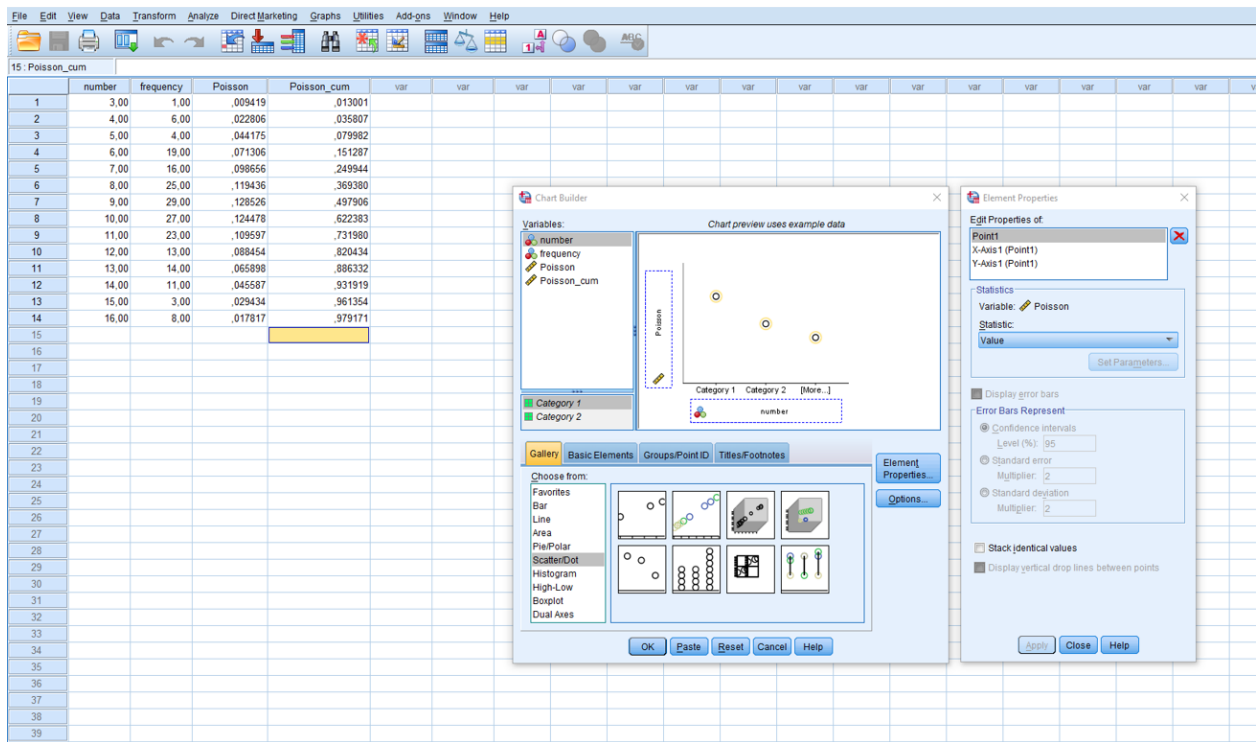 File Edit View Data Transform Analyze Direct Marketing Graphs Utilities Add-ons Window Help
15 : Poisson_cum
number frequency Poisson Poisson_cum var var var var var var var var var var var var var var var
1 3,00 1,00 ,009419 ,013001
2 4,00 6,00 ,022806 ,035807
3 5,00 4,00 ,044175 ,079982
4 6,00 19,00 ,071306 ,151287
5 7,00 16,00 ,098656 ,249944
6 8,00 25,00 ,119436 ,369380
7 9,00 29,00 ,128526 ,497906
8 10,00 27,00 ,124478 ,622383
9 11,00 23,00 ,109597 ,731980
10 12,00 13,00 ,088454 ,820434
11 13,00 14,00 ,065898 ,886332
12 14,00 11,00 ,045587 ,931919
13 15,00 3,00 ,029434 ,961354
14 16,00 8,00 ,017817 ,979171
15
16
17
18
19
20
21
22
23
24
25
26
27
28
29
30
31
32
33
34
35
36
37
38
39
Chart Builder
Variables:
Chart preview uses example data
number
frequency
Poisson
Poisson_cum
Category 1
Category 2
Poisson
Category 1 Category 2 [More...]
number
Gallery Basic Elements Groups/Point ID Titles/Footnotes
Choose from:
Favorites
Bar
Line
Area
Pie/Polar
Scatter/Dot
Histogram
High-Low
Boxplot
Dual Axes
Element Properties...
Options...
OK Paste Reset Cancel Help
Element Properties
Edit Properties of:
Point1
X-Axis1 (Point1)
Y-Axis1 (Point1)
Statistics
Variable: Poisson
Statistic:
Value
Set Parameters...
Display error bars
Error Bars Represent
Confidence intervals
Level (%): 95
Standard error
Multiplier: 2
Standard deviation
Multiplier: 2
Stack identical values
Display vertical drop lines between points
Apply Close Help